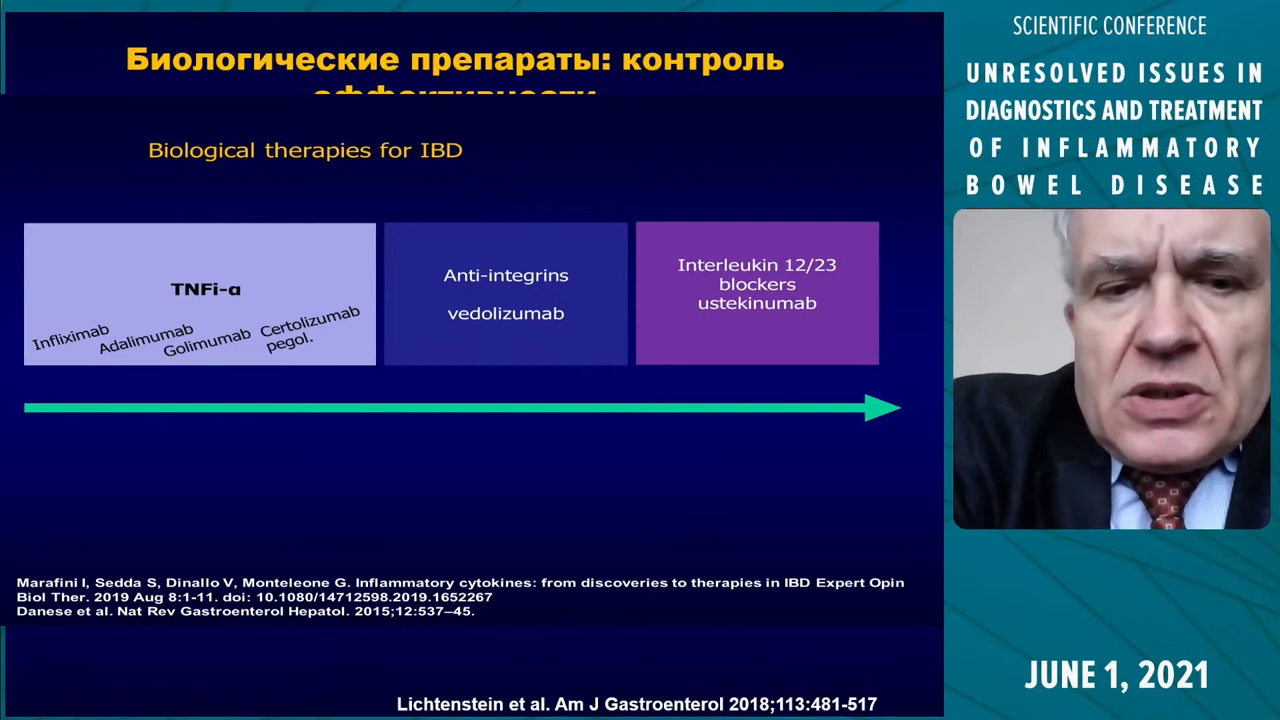 Биологические препараты: контроль
эффективности
Biological therapies for IBD
TNFi-α
Infliximab
Adalimumab
Golimumab
Certolizumab
pegol.
Anti-integrins
vedolizumab
Interleukin 12/23
blockers
ustekinumab
Marafini I, Sedda S, Dinallo V, Monteleone G. Inflammatory cytokines: from discoveries to therapies in IBD Expert Opin
Biol Ther. 2019 Aug 8:1-11. doi: 10.1080/14712598.2019.1652267
Danese et al. Nat Rev Gastroenterol Hepatol. 2015;12:537–45.
Lichtenstein et al. Am J Gastroenterol 2018;113:481-517
SCIENTIFIC CONFERENCE
UNRESOLVED ISSUES IN
DIAGNOSTICS AND TREATMENT
OF INFLAMMATORY
BOWEL DISEASE
JUNE 1, 2021